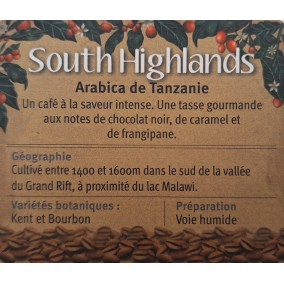 South Highlands
Arabica de Tanzanie
Un café à la saveur intense. Une tasse gourmande
aux notes de chocolat noir, de caramel et
de frangipane.
Géographie
Cultivé entre 1400 et 1600m dans le sud de la vallée
du Grand Rift, à proximité du lac Malawi.
Variétés botaniques :
Kent et Bourbon
Préparation
Voie humide